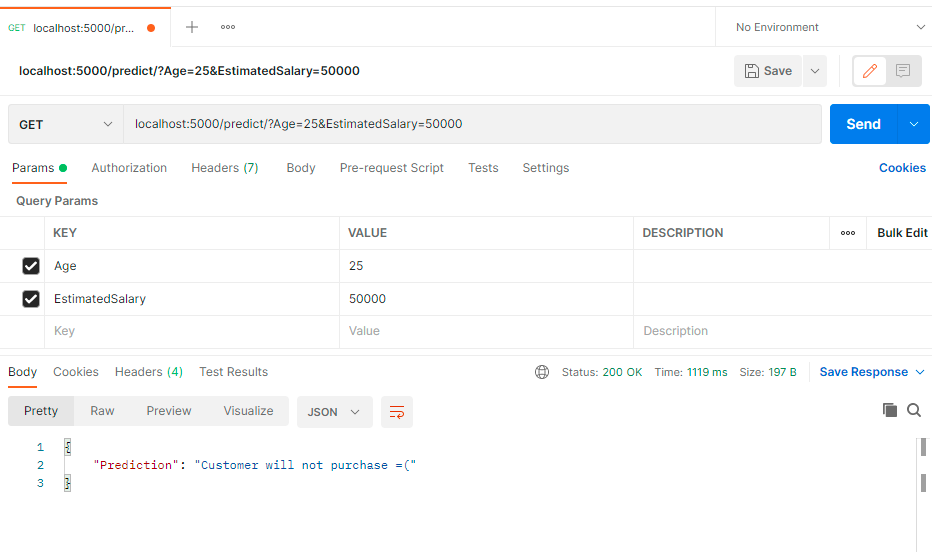 GET localhost:5000/pr... No Environment
localhost:5000/predict/?Age=25&EstimatedSalary=50000 Save
GET localhost:5000/predict/?Age=25&EstimatedSalary=50000 Send
Params Authorization Headers (7) Body Pre-request Script Tests Settings Cookies
Query Params
KEY VALUE DESCRIPTION Bulk Edit
Age 25
EstimatedSalary 50000
Key Value Description
Body Cookies Headers (4) Test Results Status: 200 OK Time: 1119 ms Size: 197 B Save Response
Pretty Raw Preview Visualize JSON
1 {
2 "Prediction": "Customer will not purchase =("
3 }